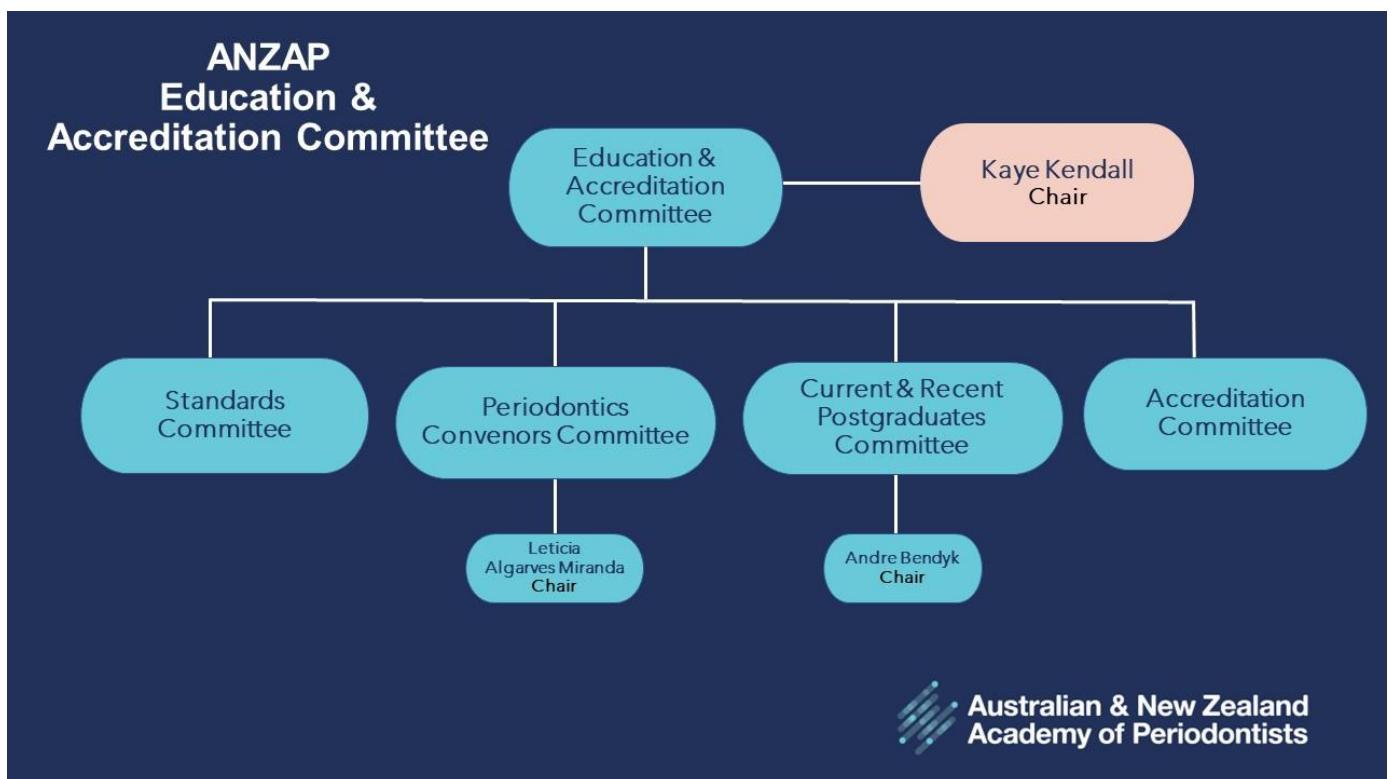 ANZAP
Education &
Accreditation Committee
Education &
Accreditation
Committee
Kaye Kendall
Chair
Standards
Committee
Periodontics
Convenors Committee
Current & Recent
Postgraduates
Committee
Accreditation
Committee
Leticia
Algarves Miranda
Chair
Andre Bendyk
Chair
Australian & New Zealand
Academy of Periodontists